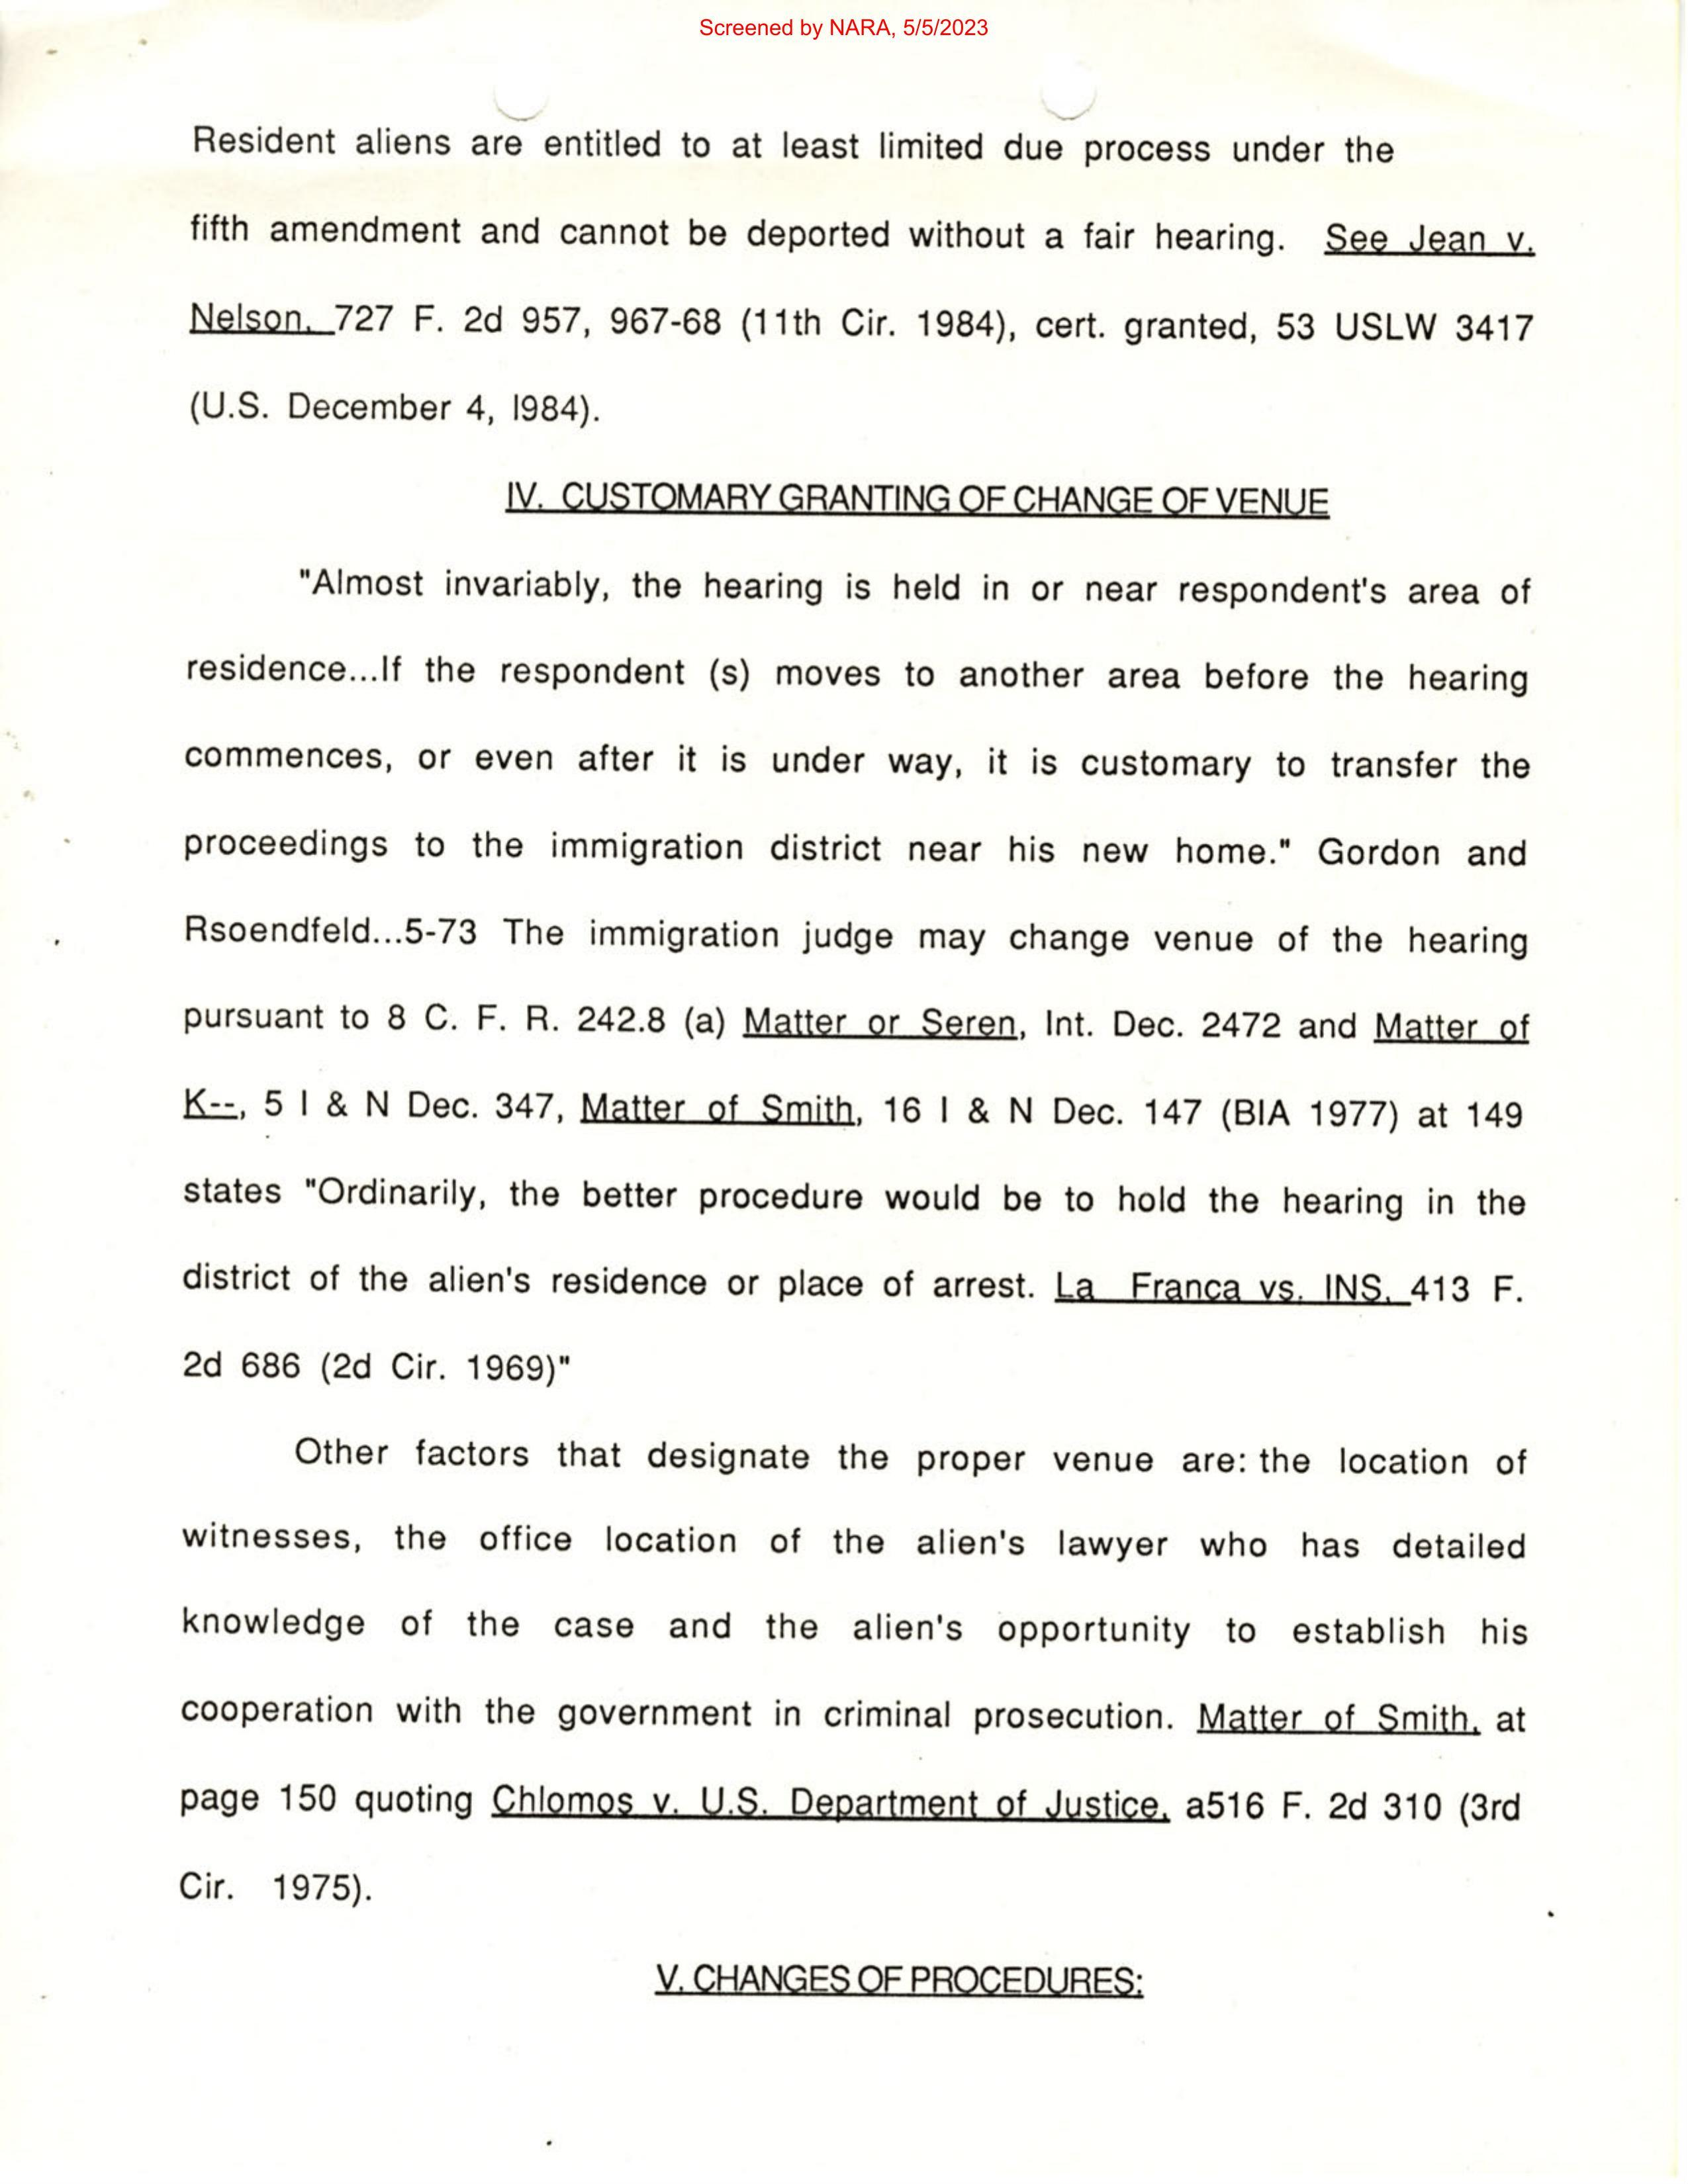 Screened by NARA, 5/5/2023
Resident aliens are entitled to at least limited due process under the
fifth amendment and cannot be deported without a fair hearing. See Jean v.
Nelson, 727 F. 2d 957, 967-68 (11th Cir. 1984), cert. granted, 53 USLW 3417
(U.S. December 4, l984).
IV. CUSTOMARY GRANTING OF CHANGE OF VENUE
"Almost invariably, the hearing is held in or near respondent's area of
residence...If the respondent (s) moves to another area before the hearing
commences, or even after it is under way, it is customary to transfer the
proceedings to the immigration district near his new home." Gordon and
Rsoendfeld...5-73 The immigration judge may change venue of the hearing
pursuant to 8 C. F. R. 242.8 (a) Matter or Seren, Int. Dec. 2472 and Matter of
K--, 5 I & N Dec. 347, Matter of Smith, 16 I & N Dec. 147 (BIA 1977) at 149
states "Ordinarily, the better procedure would be to hold the hearing in the
district of the alien's residence or place of arrest. La Franca vs. INS, 413 F.
2d 686 (2d Cir. 1969)"
Other factors that designate the proper venue are: the location of
witnesses, the office location of the alien's lawyer who has detailed
knowledge of the case and the alien's opportunity to establish his
cooperation with the government in criminal prosecution. Matter of Smith, at
page 150 quoting Chlomos v. U.S. Department of Justice, a516 F. 2d 310 (3rd
Cir. 1975).
V. CHANGES OF PROCEDURES: